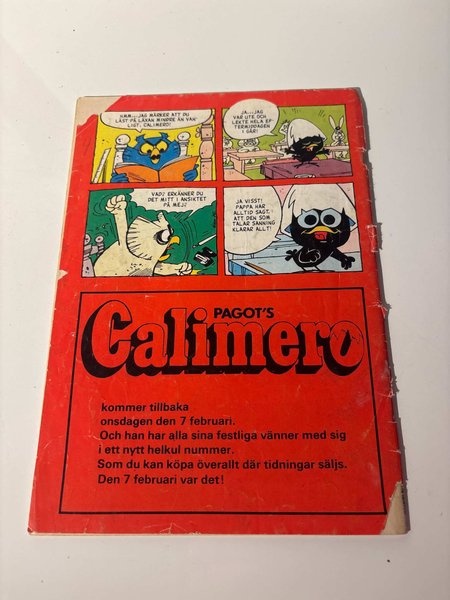 HMM...JAG MÄRKER ATT DU
LÄST PÅ LÄXAN MINDRE ÄN VAN-
LIGT, CALIMERO!
JA...JAG
VAR UTE OCH
LEKTE HELA EF-
TERMIDDAGEN
I GÅR!
VAD? ERKÄNNER DU
DET MITT I ANSIKTET
PÅ MEJ?
JA VISST!
PAPPA HAR
ALLTID SAGT,
ATT DEN SOM
TALAR SANNING
KLARAR ALLT!
PAGOT'S
Calimero
kommer tillbaka
onsdagen den 7 februari.
Och han har alla sina festliga vänner med sig
i ett nytt helkul nummer.
Som du kan köpa överallt där tidningar säljs.
Den 7 februari var det!